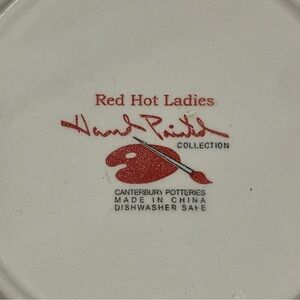 Red Hot Ladies
Hand Painted
COLLECTION
CANTERBURY POTTERIES
MADE IN CHINA
DISHWASHER SAFE